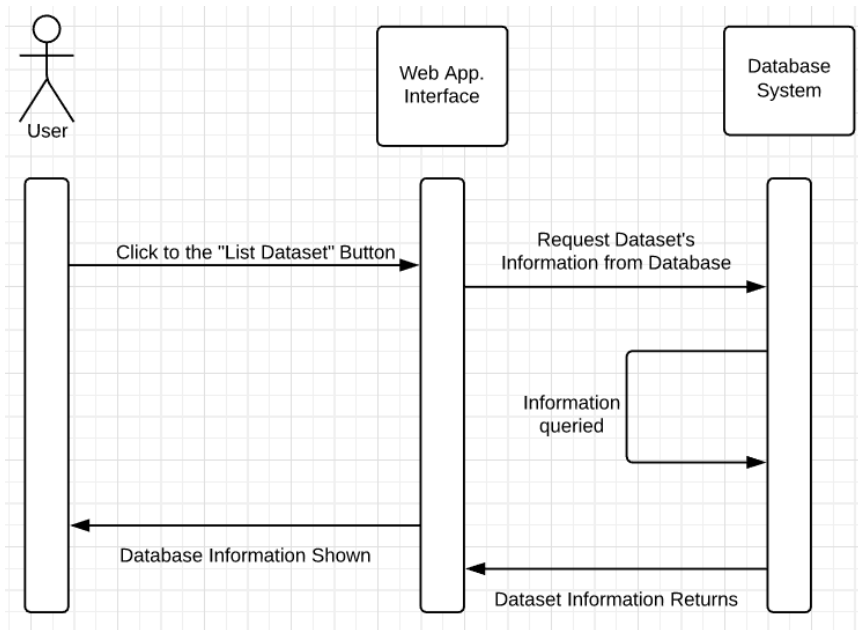 User
Web App.
Interface
Database
System
Click to the "List Dataset" Button
Request Dataset's
Information from Database
Information
queried
Database Information Shown
Dataset Information Returns